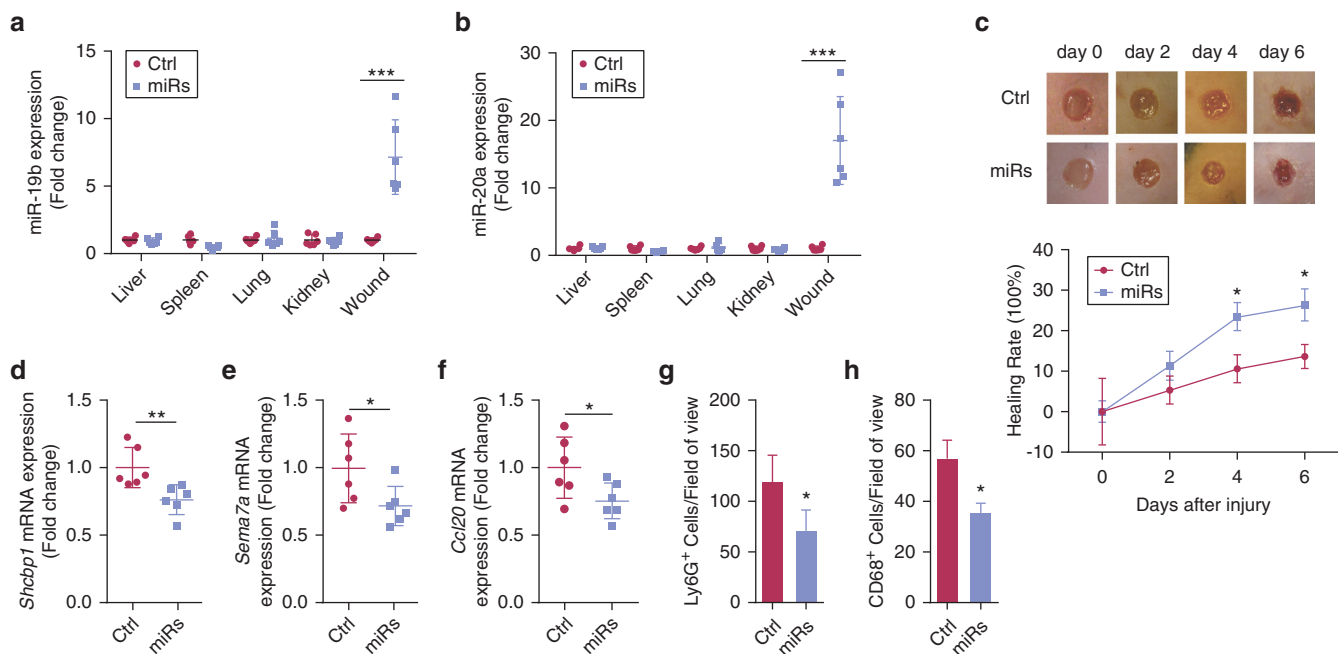 a
miR-19b expression
(Fold change)
15
10
5
0
Ctrl
miRs
***
Liver
Spleen
Lung
Kidney
Wound
b
miR-20a expression
(Fold change)
40
30
20
10
0
Ctrl
miRs
***
Liver
Spleen
Lung
Kidney
Wound
c
day 0 day 2 day 4 day 6
Ctrl
miRs
Healing Rate (100%)
40
30
20
10
0
-10
Ctrl
miRs
*
*
0 2 4 6
Days after injury
d
Shcbp1 mRNA expression
(Fold change)
1.5
1.0
0.5
0.0
**
Ctrl
miRs
e
Sema7a mRNA
expression (Fold change)
1.5
1.0
0.5
0.0
*
Ctrl
miRs
f
Ccl20 mRNA
expression (Fold change)
1.5
1.0
0.5
0.0
*
Ctrl
miRs
g
Ly6G+ Cells/Field of view
200
150
100
50
0
*
Ctrl
miRs
h
CD68+ Cells/Field of view
80
60
40
20
0
*
Ctrl
miRs